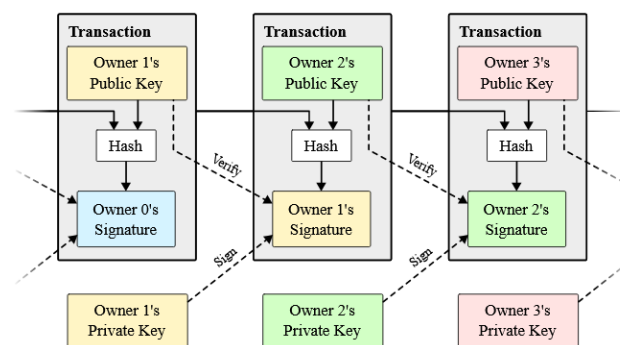 Transaction
Owner 1's
Public Key
Hash
Owner 0's
Signature
Transaction
Owner 2's
Public Key
Hash
Verify
Owner 1's
Signature
Sign
Transaction
Owner 3's
Public Key
Hash
Verify
Owner 2's
Signature
Sign
Owner 1's
Private Key
Owner 2's
Private Key
Owner 3's
Private Key